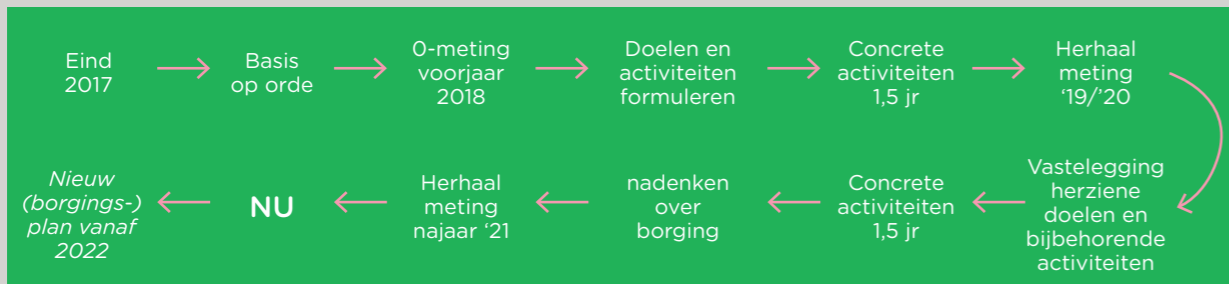 Eind
2017
Basis
op orde
0-meting
voorjaar
2018
Doelen en
activiteiten
formuleren
Concrete
activiteiten
1,5 jr
Herhaal
meting
‘19/’20
Vastelegging
herziene
doelen en
bijbehorende
activiteiten
Concrete
activiteiten
1,5 jr
nadenken
over
borging
Herhaal
meting
najaar ‘21
NU
Nieuw
(borgings-)
plan vanaf
2022